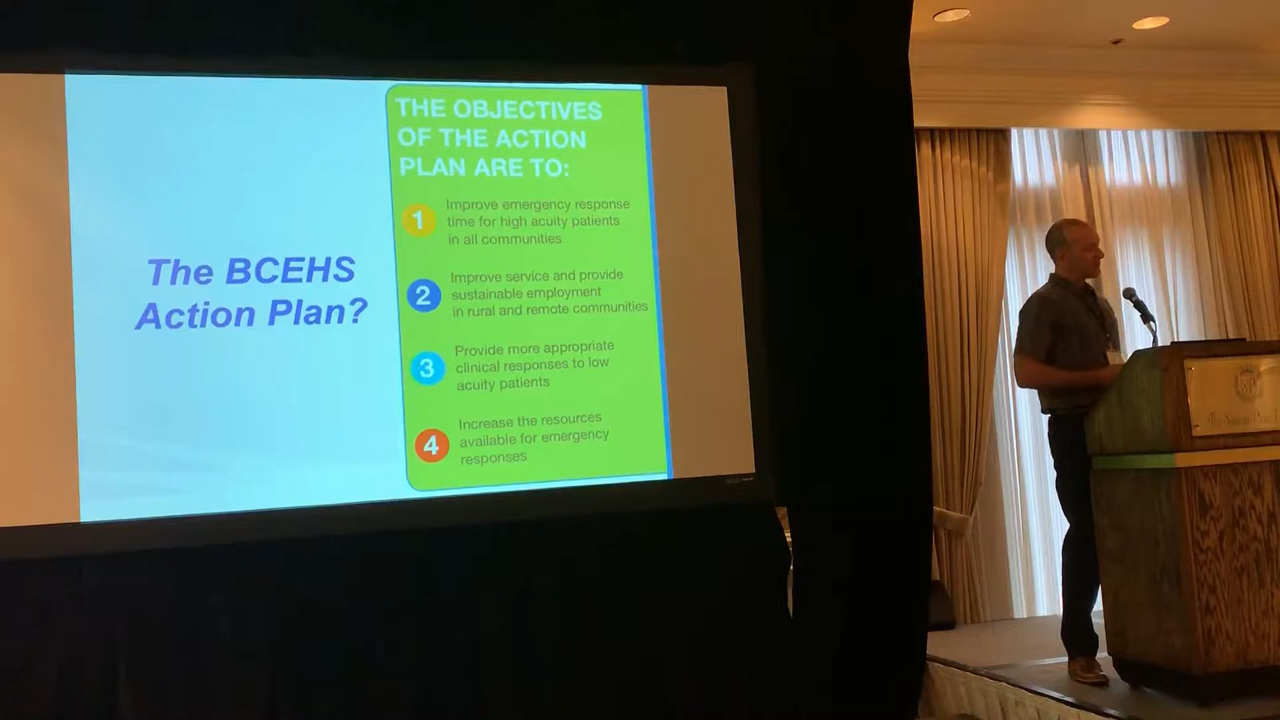 The BCEHS
Action Plan?
THE OBJECTIVES
OF THE ACTION
PLAN ARE TO:
1
Improve emergency response
time for high acuity patients
in all communities
2
Improve service and provide
sustainable employment
in rural and remote communities
3
Provide more appropriate
clinical responses to low
acuity patients
4
Increase the resources
available for emergency
responses